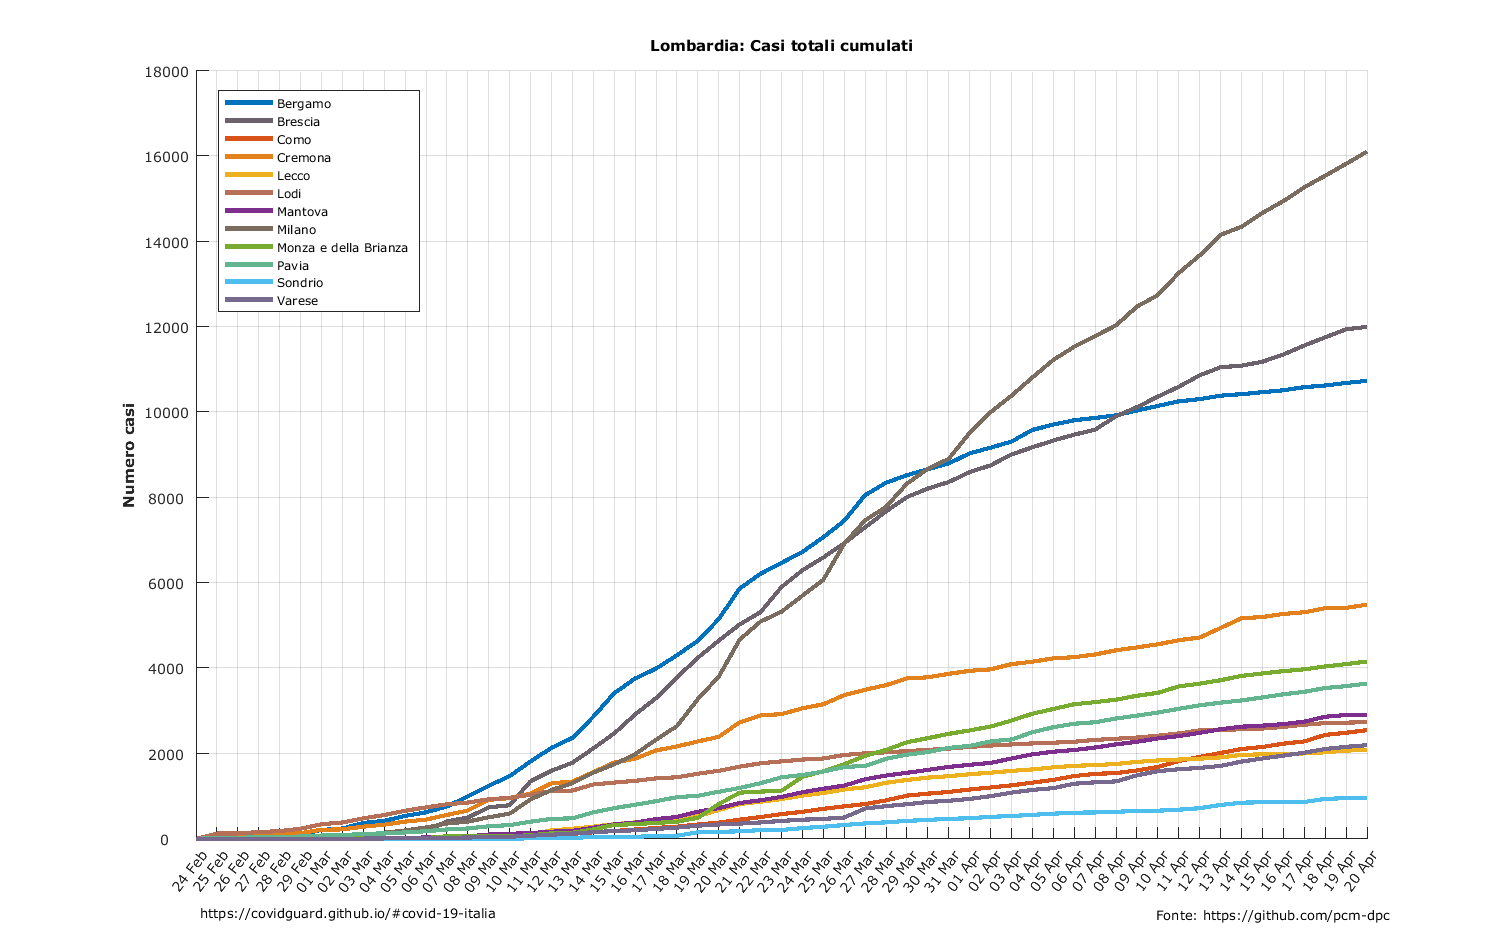 Lombardia: Casi totali cumulati
18000
16000
14000
12000
10000
8000
6000
4000
2000
0
Numero casi
Bergamo
Brescia
Como
Cremona
Lecco
Lodi
Mantova
Milano
Monza e della Brianza
Pavia
Sondrio
Varese
24 Feb
25 Feb
26 Feb
27 Feb
28 Feb
29 Feb
01 Mar
02 Mar
03 Mar
04 Mar
05 Mar
06 Mar
07 Mar
08 Mar
09 Mar
10 Mar
11 Mar
12 Mar
13 Mar
14 Mar
15 Mar
16 Mar
17 Mar
18 Mar
19 Mar
20 Mar
21 Mar
22 Mar
23 Mar
24 Mar
25 Mar
26 Mar
27 Mar
28 Mar
29 Mar
30 Mar
31 Mar
01 Apr
02 Apr
03 Apr
04 Apr
05 Apr
06 Apr
07 Apr
08 Apr
09 Apr
10 Apr
11 Apr
12 Apr
13 Apr
14 Apr
15 Apr
16 Apr
17 Apr
18 Apr
19 Apr
20 Apr
https://covidguard.github.io/#covid-19-italia
Fonte: https://github.com/pcm-dpc